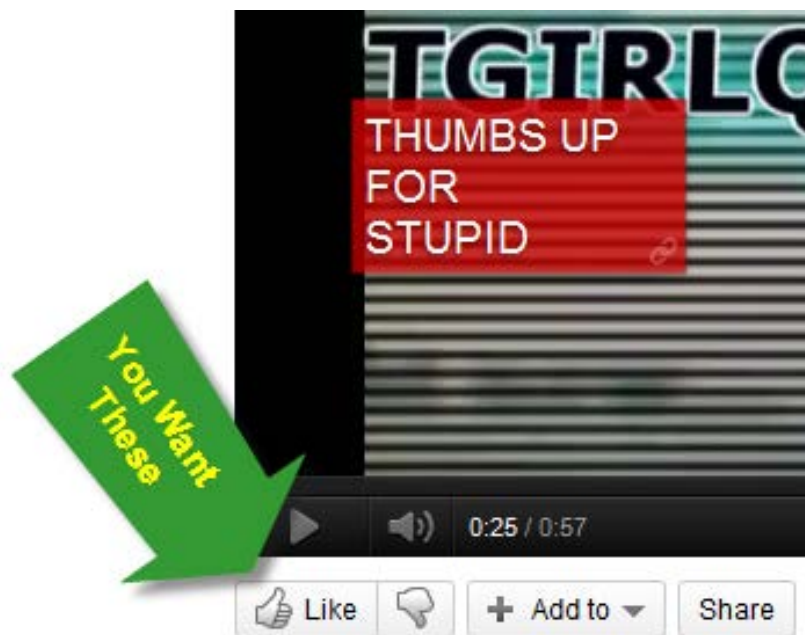 TGIRLQ
THUMBS UP
FOR
STUPID
You Want
These
0:25 / 0:57
Like
Add to
Share